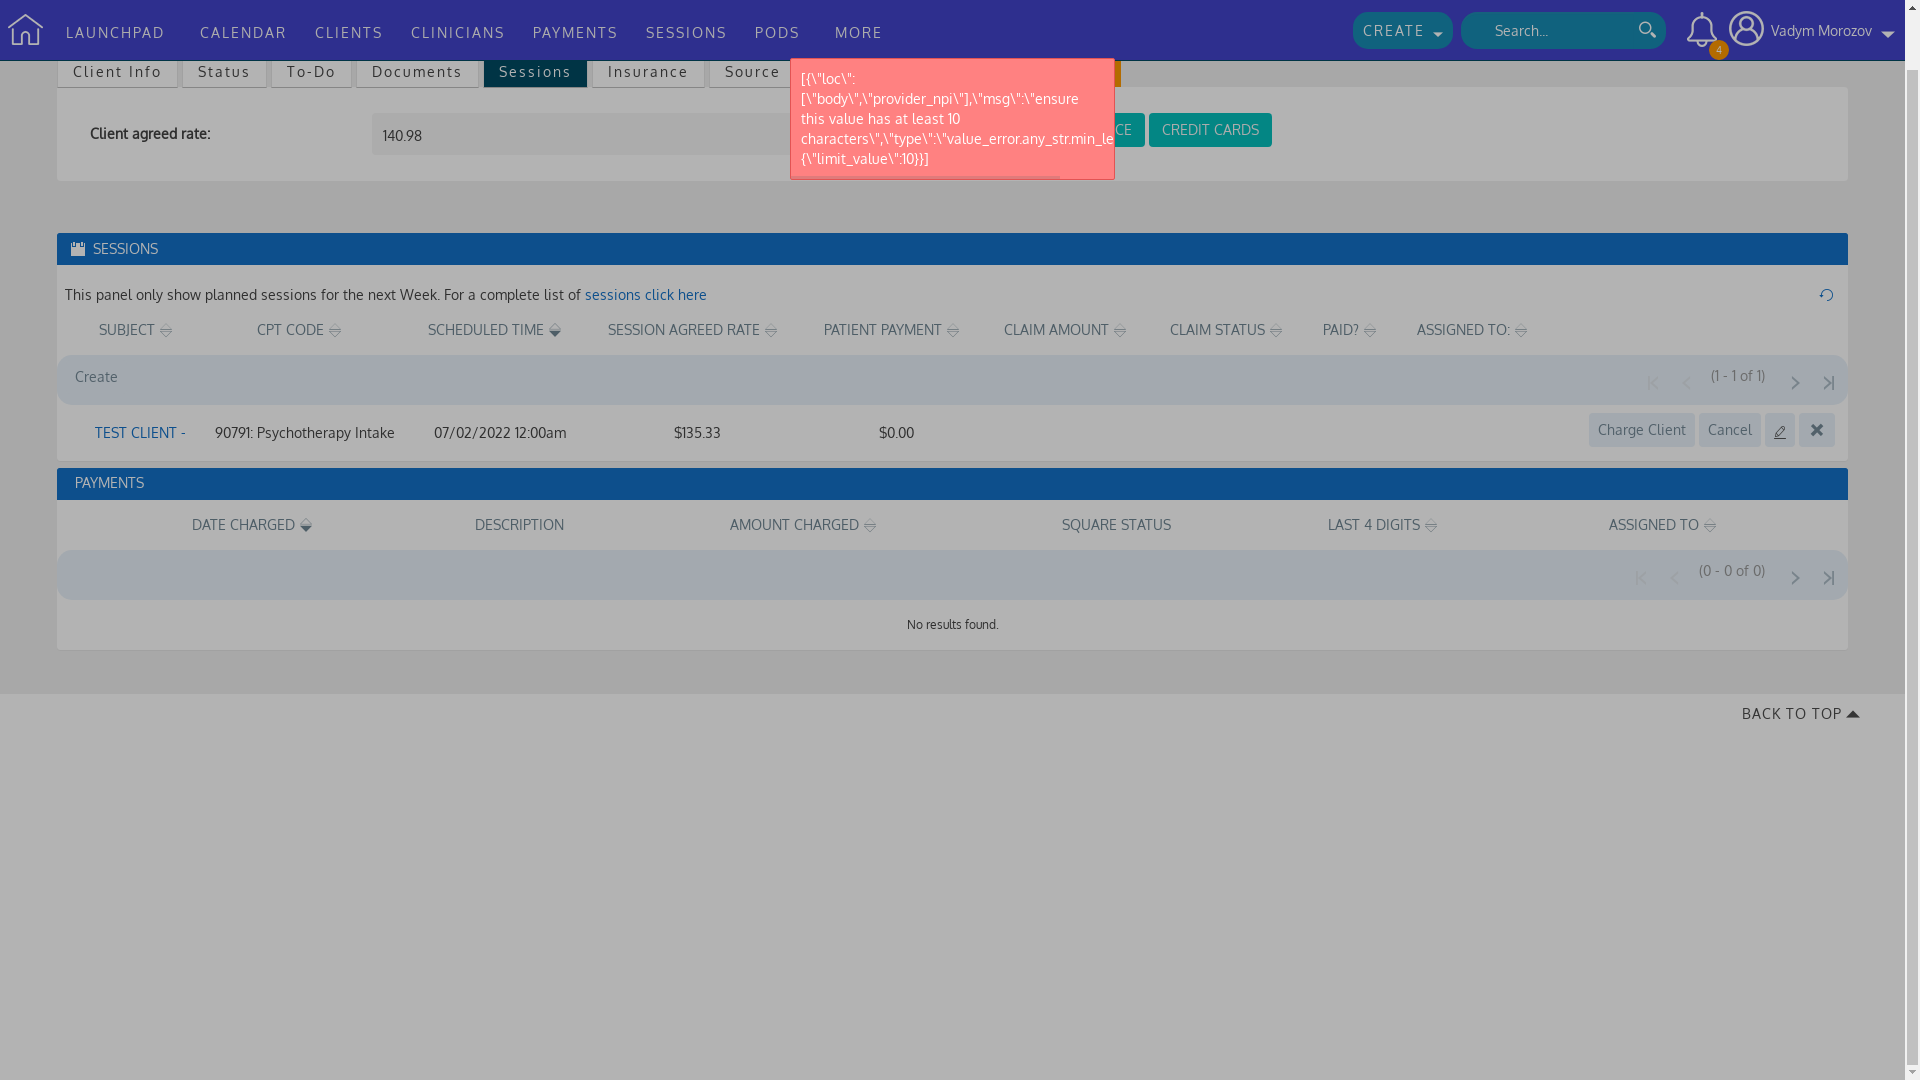 LAUNCHPAD CALENDAR CLIENTS CLINICIANS PAYMENTS SESSIONS PODS MORE CREATE Search... 4 Vadym Morozov
Client Info Status To-Do Documents Sessions Insurance Source
[{\"loc\":
[\"body\",\"provider_npi\"],\"msg\":\"ensure
this value has at least 10
characters\",\"type\":\"value_error.any_str.min_le
{\"limit_value\":10}}]
Client agreed rate: 140.98 CE CREDIT CARDS
SESSIONS
This panel only show planned sessions for the next Week. For a complete list of sessions click here
SUBJECT CPT CODE SCHEDULED TIME SESSION AGREED RATE PATIENT PAYMENT CLAIM AMOUNT CLAIM STATUS PAID? ASSIGNED TO:
Create (1 - 1 of 1)
TEST CLIENT - 90791: Psychotherapy Intake 07/02/2022 12:00am $135.33 $0.00 Charge Client Cancel
PAYMENTS
DATE CHARGED DESCRIPTION AMOUNT CHARGED SQUARE STATUS LAST 4 DIGITS ASSIGNED TO
(0 - 0 of 0)
No results found.
BACK TO TOP